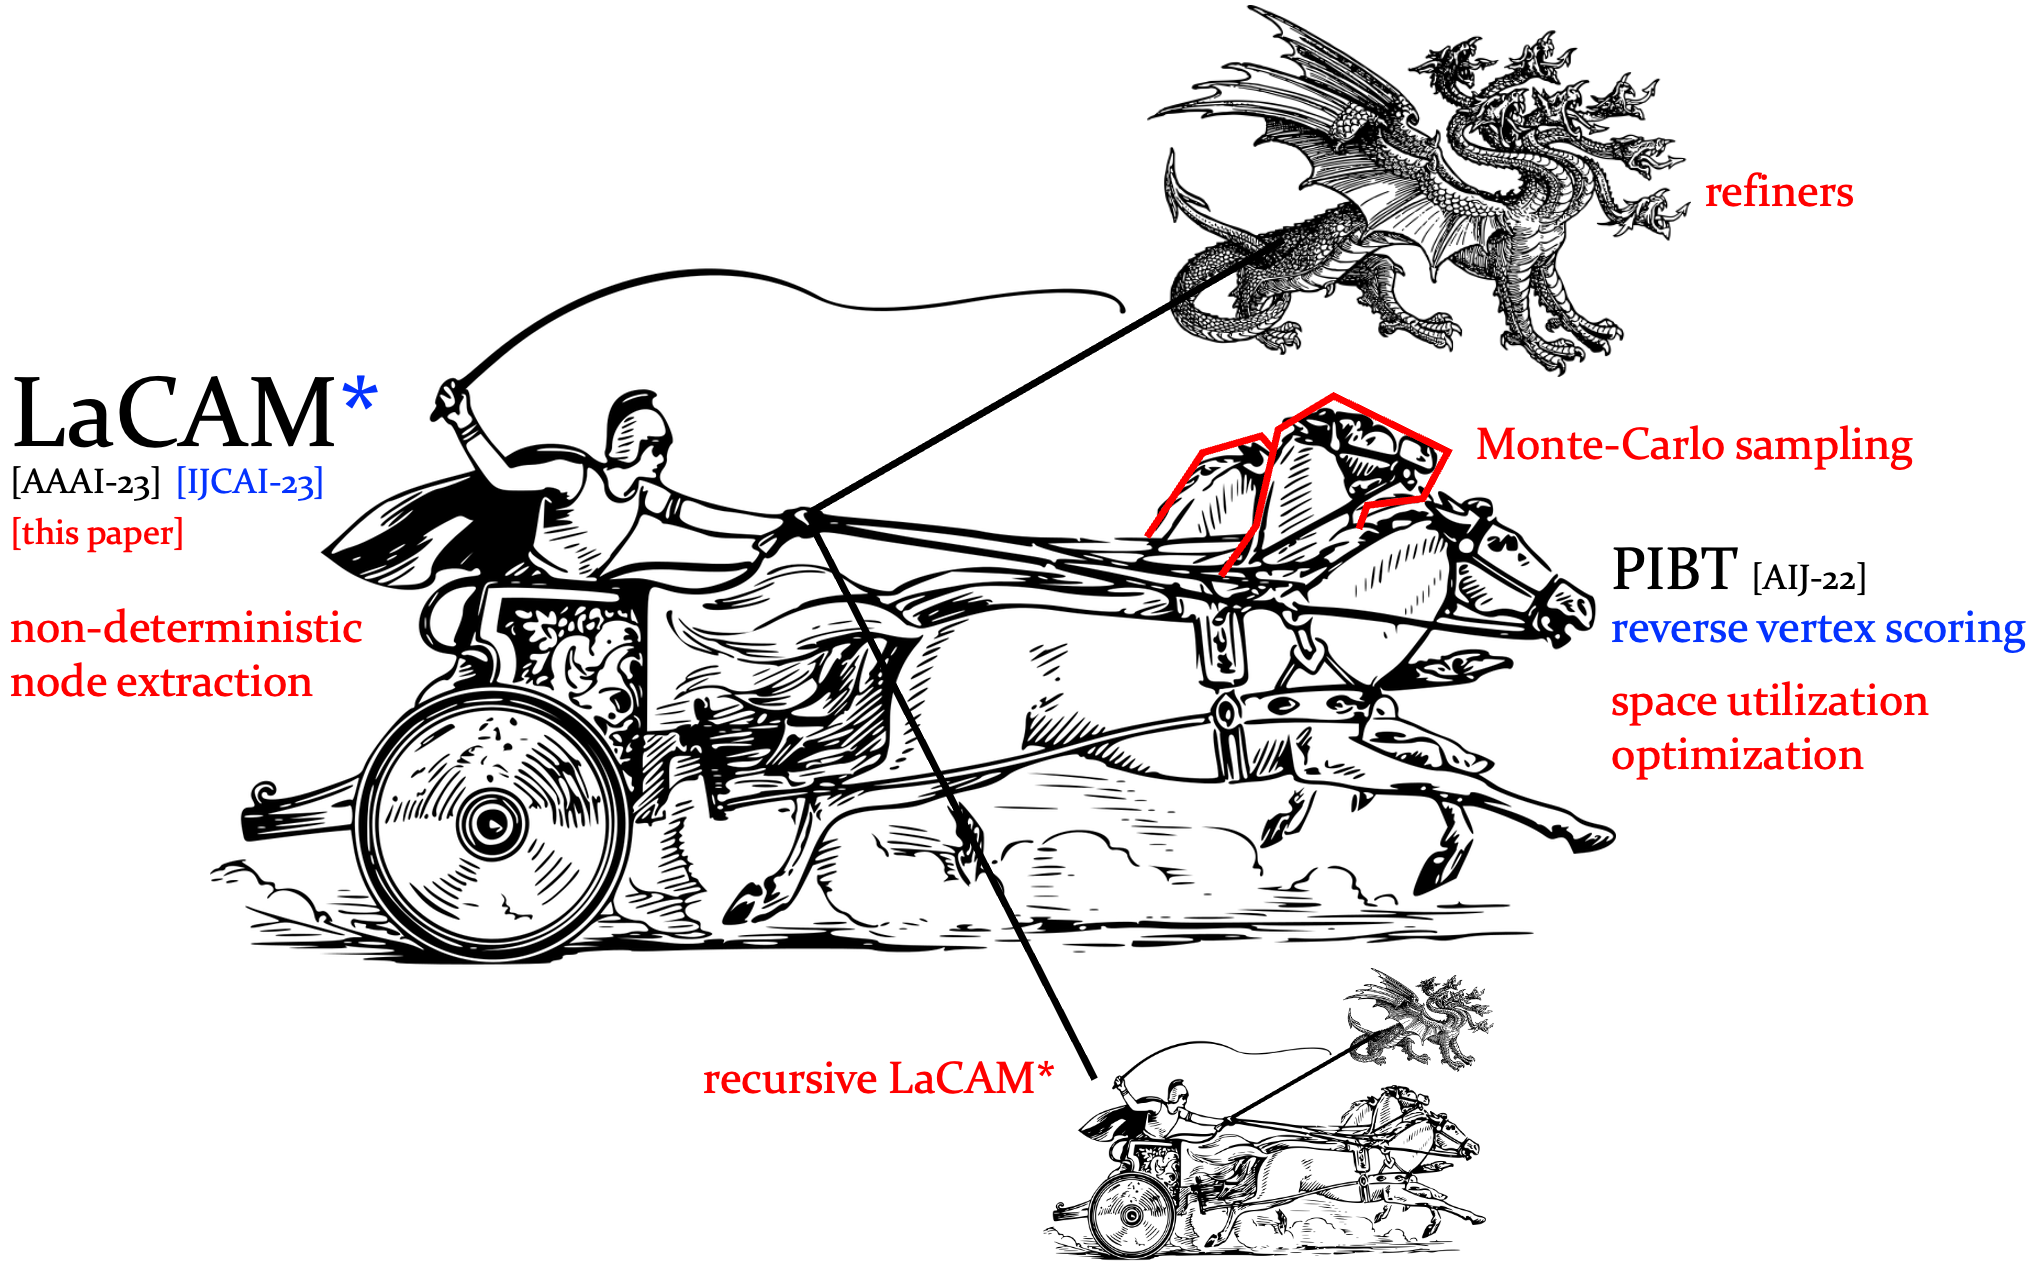 refiners
LaCAM*
[AAAI-23] [IJCAI-23]
[this paper]
non-deterministic
node extraction
Monte-Carlo sampling
PIBT [AIJ-22]
reverse vertex scoring
space utilization
optimization
recursive LaCAM*